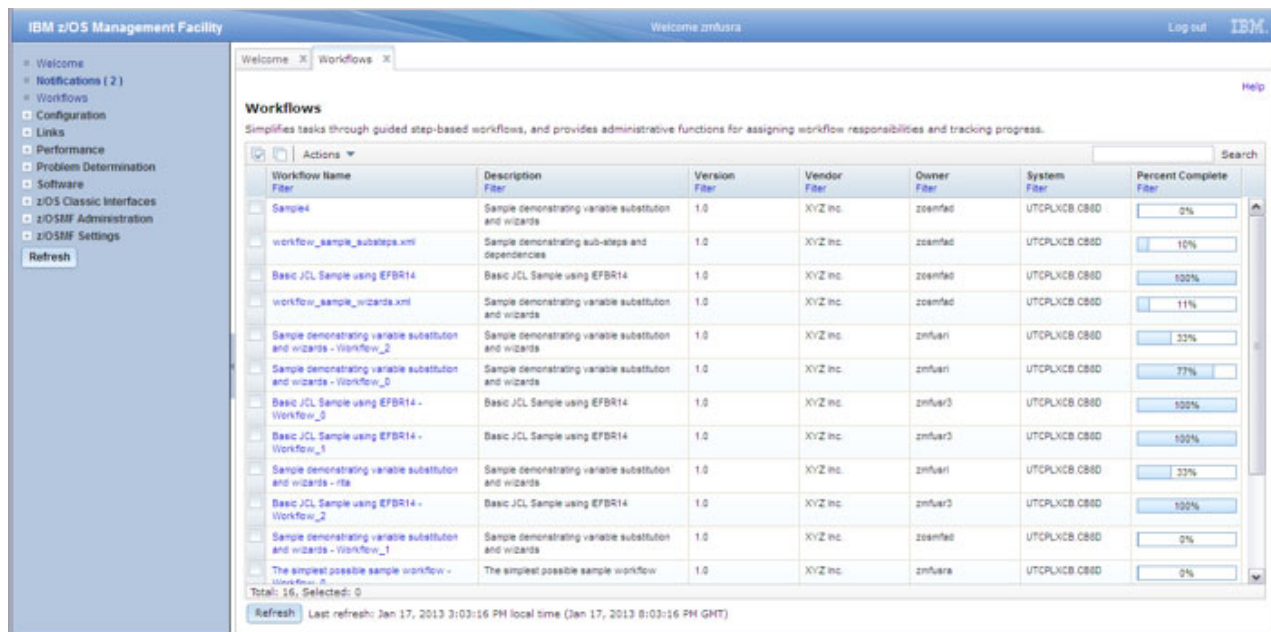 IBM z/OS Management Facility
Welcome zmfusra
Log out
IBM.
Welcome
Notifications ( 2 )
Workflows
Configuration
Links
Performance
Problem Determination
Software
z/OS Classic Interfaces
z/OSMF Administration
z/OSMF Settings
Refresh
Welcome X Workflows X
Help
Workflows
Simplifies tasks through guided step-based workflows, and provides administrative functions for assigning workflow responsibilities and tracking progress.
Actions
Search
Workflow Name Description Version Vendor Owner System Percent Complete
Filter Filter Filter Filter Filter Filter Filter
Sample4 Sample demonstrating variable substitution 1.0 XYZ Inc. zosmfad UTCPLXCB.CB8D 0%
and wizards
workflow_sample_substeps.xml Sample demonstrating sub-steps and 1.0 XYZ Inc. zosmfad UTCPLXCB.CB8D 10%
dependencies
Basic JCL Sample using EFBR14 Basic JCL Sample using EFBR14 1.0 XYZ Inc. zosmfad UTCPLXCB.CB8D 100%
workflow_sample_wizards.xml Sample demonstrating variable substitution 1.0 XYZ Inc. zosmfad UTCPLXCB.CB8D 11%
and wizards
Sample demonstrating variable substitution Sample demonstrating variable substitution 1.0 XYZ Inc. zmfusri UTCPLXCB.CB8D 33%
and wizards - Workflow_2 and wizards
Sample demonstrating variable substitution Sample demonstrating variable substitution 1.0 XYZ Inc. zmfusri UTCPLXCB.CB8D 77%
and wizards - Workflow_0 and wizards
Basic JCL Sample using EFBR14 - Basic JCL Sample using EFBR14 1.0 XYZ Inc. zmfusr3 UTCPLXCB.CB8D 100%
Workflow_0
Basic JCL Sample using EFBR14 - Basic JCL Sample using EFBR14 1.0 XYZ Inc. zmfusr3 UTCPLXCB.CB8D 100%
Workflow_1
Sample demonstrating variable substitution Sample demonstrating variable substitution 1.0 XYZ Inc. zmfusri UTCPLXCB.CB8D 33%
and wizards - rita and wizards
Basic JCL Sample using EFBR14 - Basic JCL Sample using EFBR14 1.0 XYZ Inc. zmfusr3 UTCPLXCB.CB8D 100%
Workflow_2
Sample demonstrating variable substitution Sample demonstrating variable substitution 1.0 XYZ Inc. zosmfad UTCPLXCB.CB8D 0%
and wizards - Workflow_1 and wizards
The simplest possible sample workflow - The simplest possible sample workflow 1.0 XYZ Inc. zmfusra UTCPLXCB.CB8D 0%
Workflow_0
Total: 16, Selected: 0
Refresh Last refresh: Jan 17, 2013 3:03:16 PM local time (Jan 17, 2013 8:03:16 PM GMT)